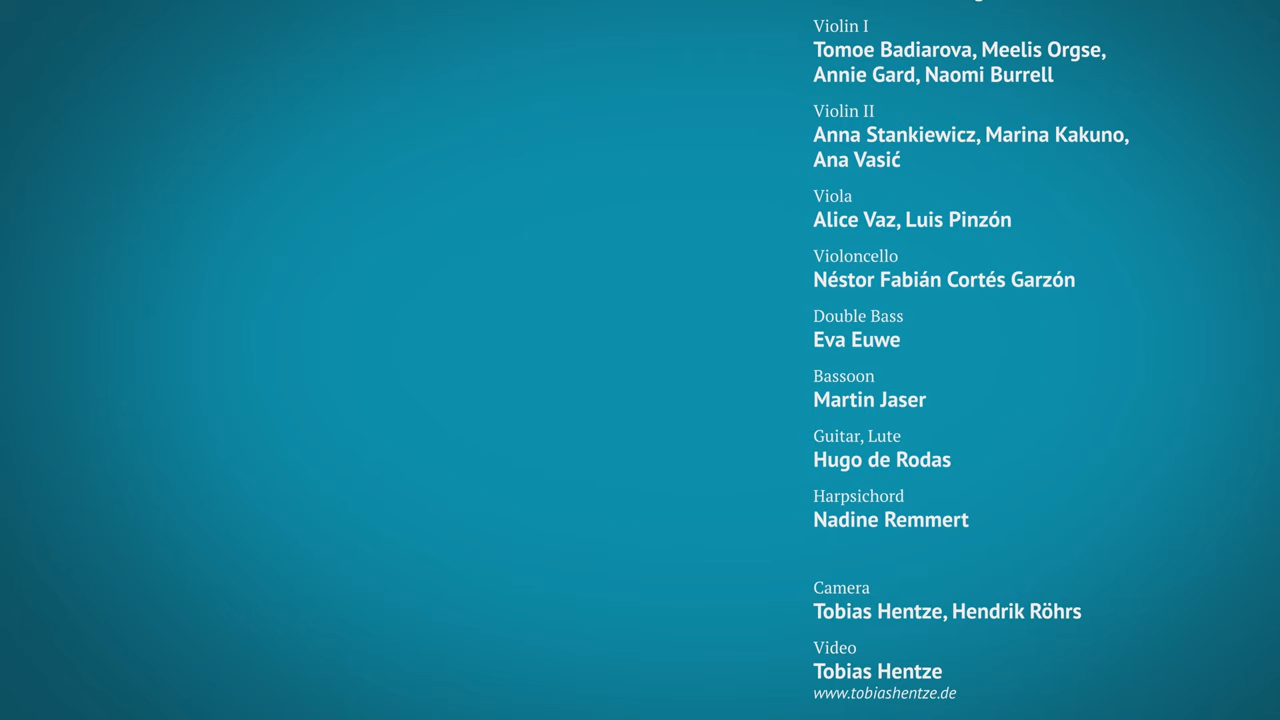 Violin I
Tomoe Badiarova, Meelis Orgse,
Annie Gard, Naomi Burrell
Violin II
Anna Stankiewicz, Marina Kakuno,
Ana Vasić
Viola
Alice Vaz, Luis Pinzón
Violoncello
Néstor Fabián Cortés Garzón
Double Bass
Eva Euwe
Bassoon
Martin Jaser
Guitar, Lute
Hugo de Rodas
Harpsichord
Nadine Remmert
Camera
Tobias Hentze, Hendrik Röhrs
Video
Tobias Hentze
www.tobiashentze.de